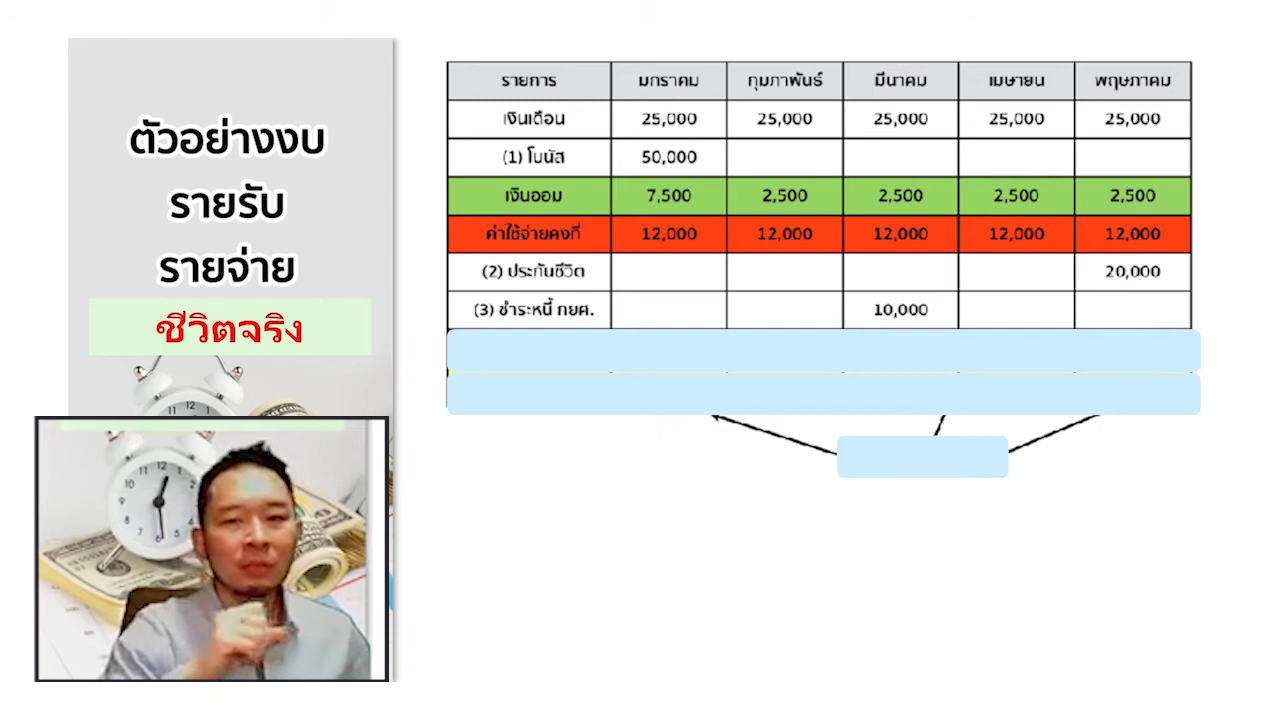 ตัวอย่างงบ
รายรับ
รายจ่าย
ชีวิตจริง
รายการ มกราคม กุมภาพันธ์ มีนาคม เมษายน พฤษภาคม
เงินเดือน 25,000 25,000 25,000 25,000 25,000
(1) โบนัส 50,000
เงินออม 7,500 2,500 2,500 2,500 2,500
ค่าใช้จ่ายคงที่ 12,000 12,000 12,000 12,000 12,000
(2) ประกันชีวิต 20,000
(3) ชำระหนี้ กยศ. 10,000